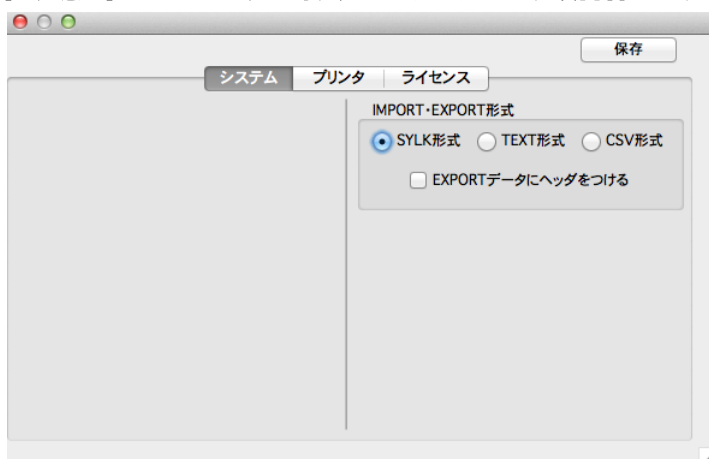 保存
システム プリンタ ライセンス
IMPORT・EXPORT形式
SYLK形式 TEXT形式 CSV形式
EXPORTデータにヘッダをつける